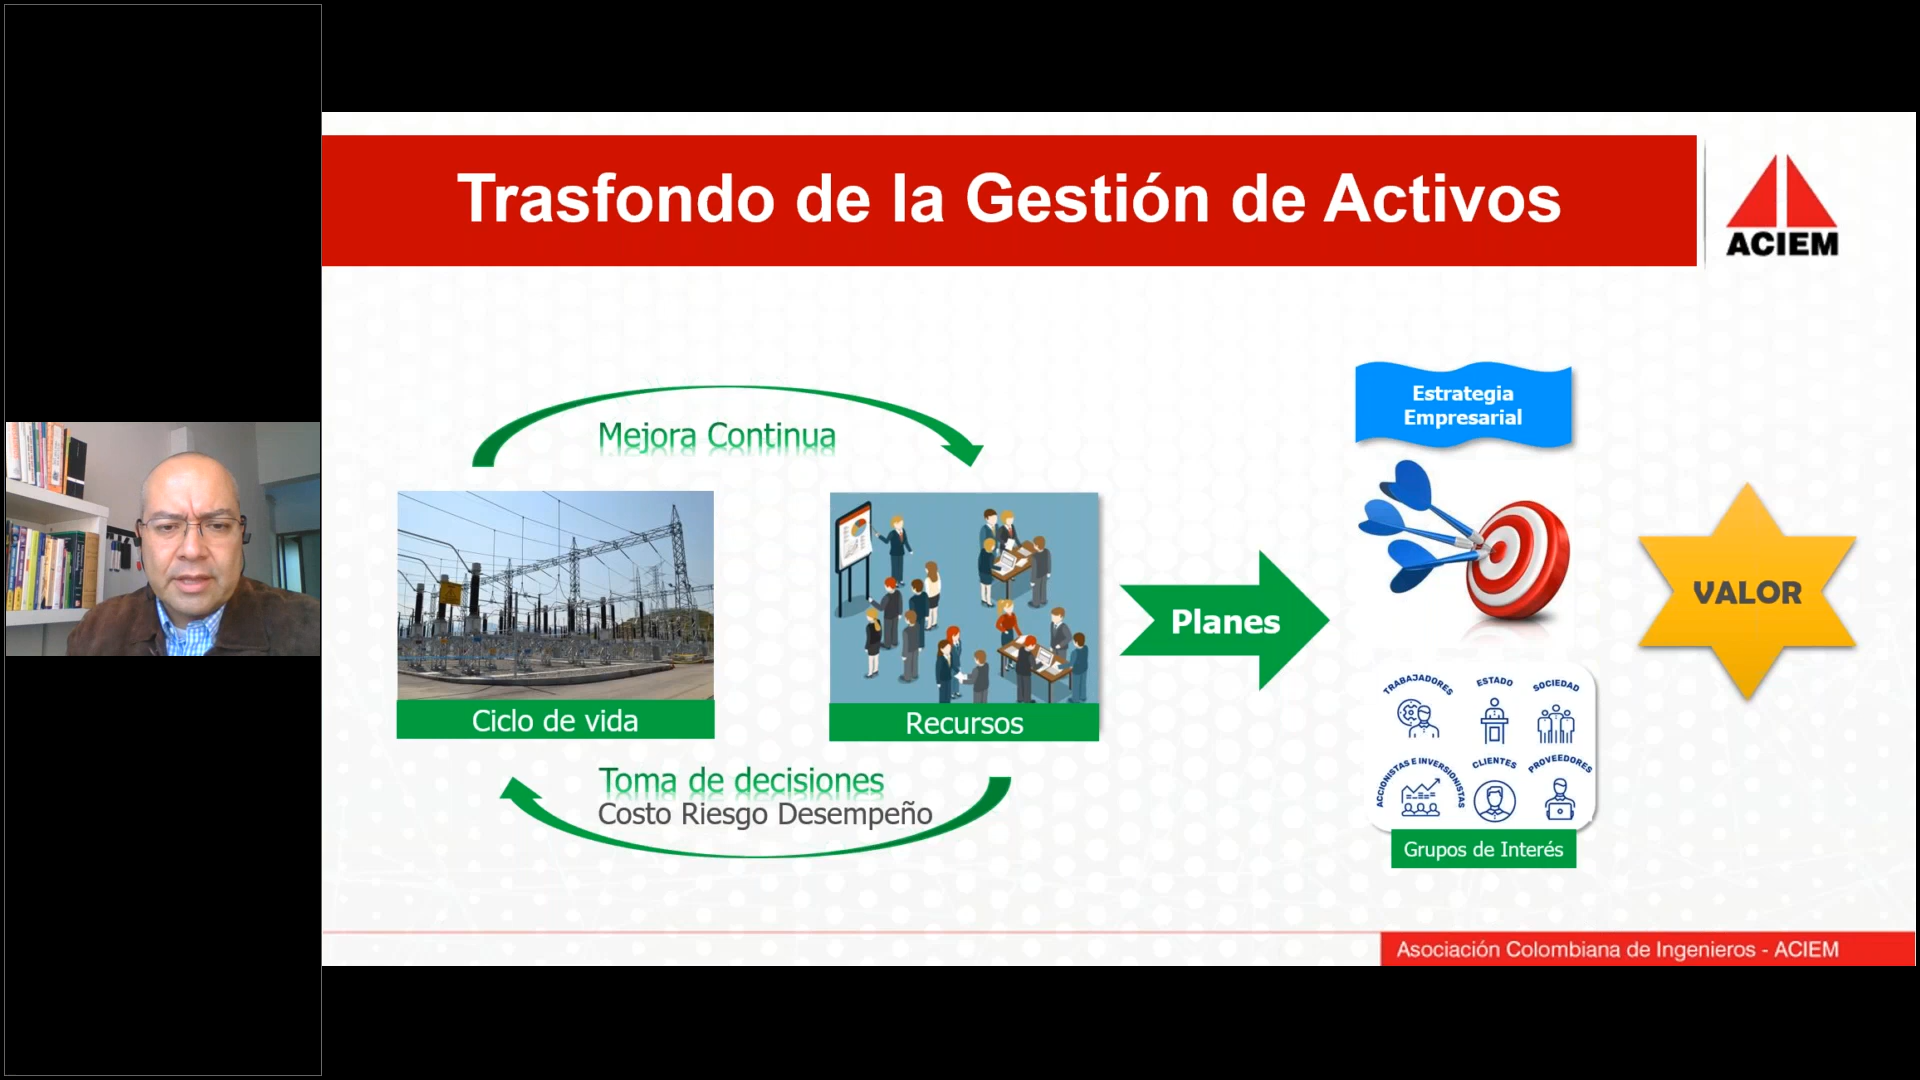 Trasfondo de la Gestión de Activos
ACIEM
Mejora Continua
Ciclo de vida
Recursos
Toma de decisiones
Costo Riesgo Desempeño
Planes
Estrategia
Empresarial
TRABAJADORES
ESTADO
SOCIEDAD
ACCIONISTAS E INVERSIONISTAS
CLIENTES
PROVEEDORES
Grupos de Interés
VALOR
Asociación Colombiana de Ingenieros - ACIEM